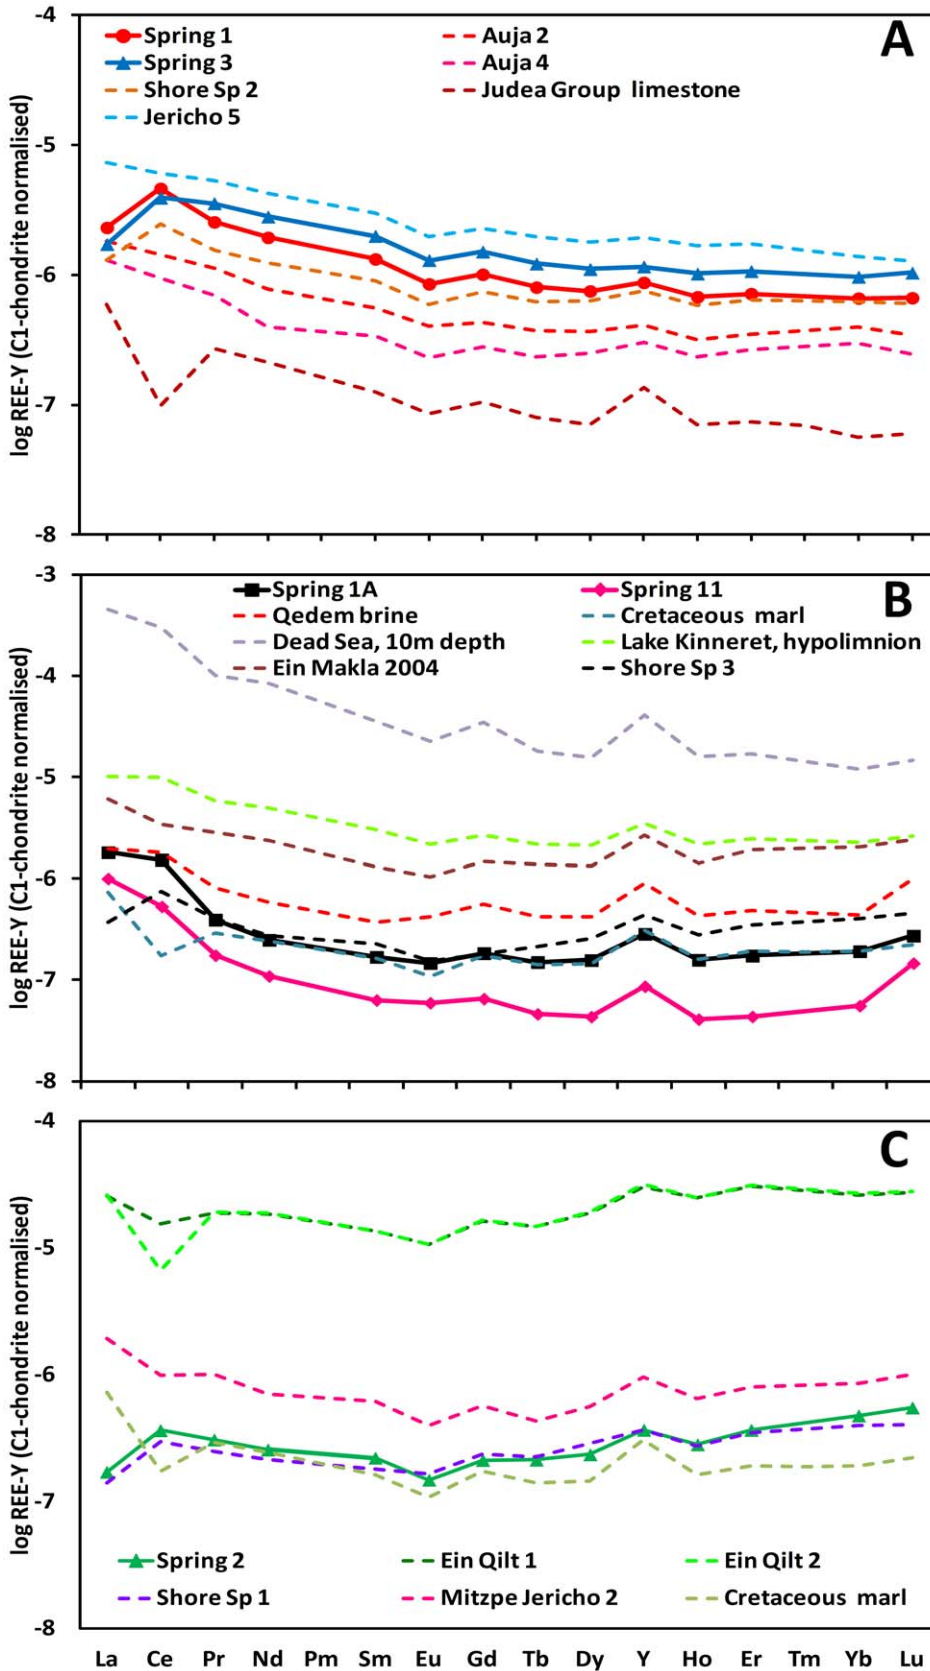 A
Spring 1 Auja 2
Spring 3 Auja 4
Shore Sp 2 Judea Group limestone
Jericho 5
log REE-Y (C1-chondrite normalised)
-4
-5
-6
-7
-8
B
Spring 1A Spring 11
Qedem brine Cretaceous marl
Dead Sea, 10m depth Lake Kinneret, hypolimnion
Ein Makla 2004 Shore Sp 3
log REE-Y (C1-chondrite normalised)
-3
-4
-5
-6
-7
-8
C
log REE-Y (C1-chondrite normalised)
-4
-5
-6
-7
-8
Spring 2 Ein Qilt 1 Ein Qilt 2
Shore Sp 1 Mitzpe Jericho 2 Cretaceous marl
La Ce Pr Nd Pm Sm Eu Gd Tb Dy Y Ho Er Tm Yb Lu